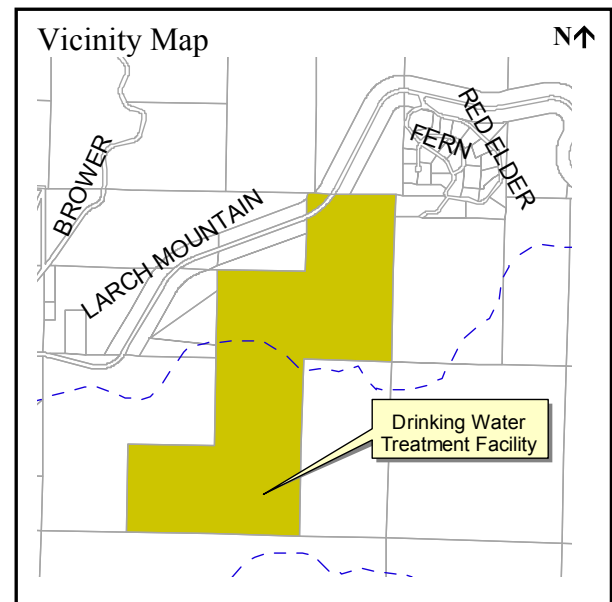 Vicinity Map
N↑
BROWER
LARCH MOUNTAIN
FERN
RED ELDER
Drinking Water
Treatment Facility